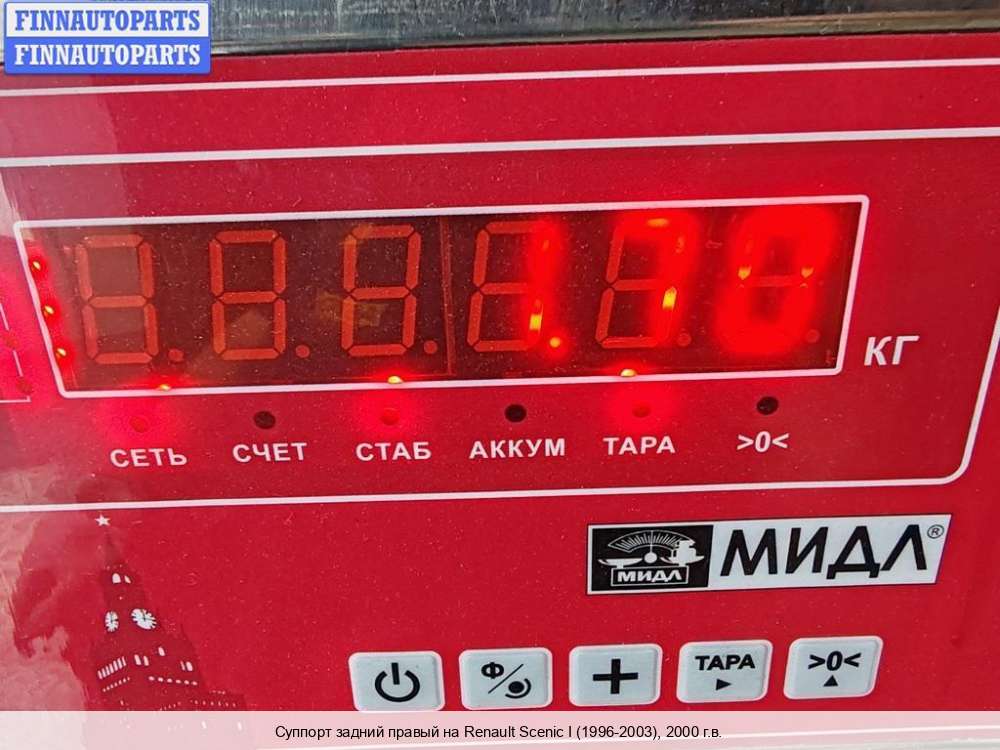 FINNAUTOPARTS
FINNAUTOPARTS
1.70
КГ
СЕТЬ СЧЕТ СТАБ АККУМ ТАРА >0<
МИДЛ МИДЛ®
Ф ТАРА >0<
Суппорт задний правый на Renault Scenic I (1996-2003), 2000 г.в.